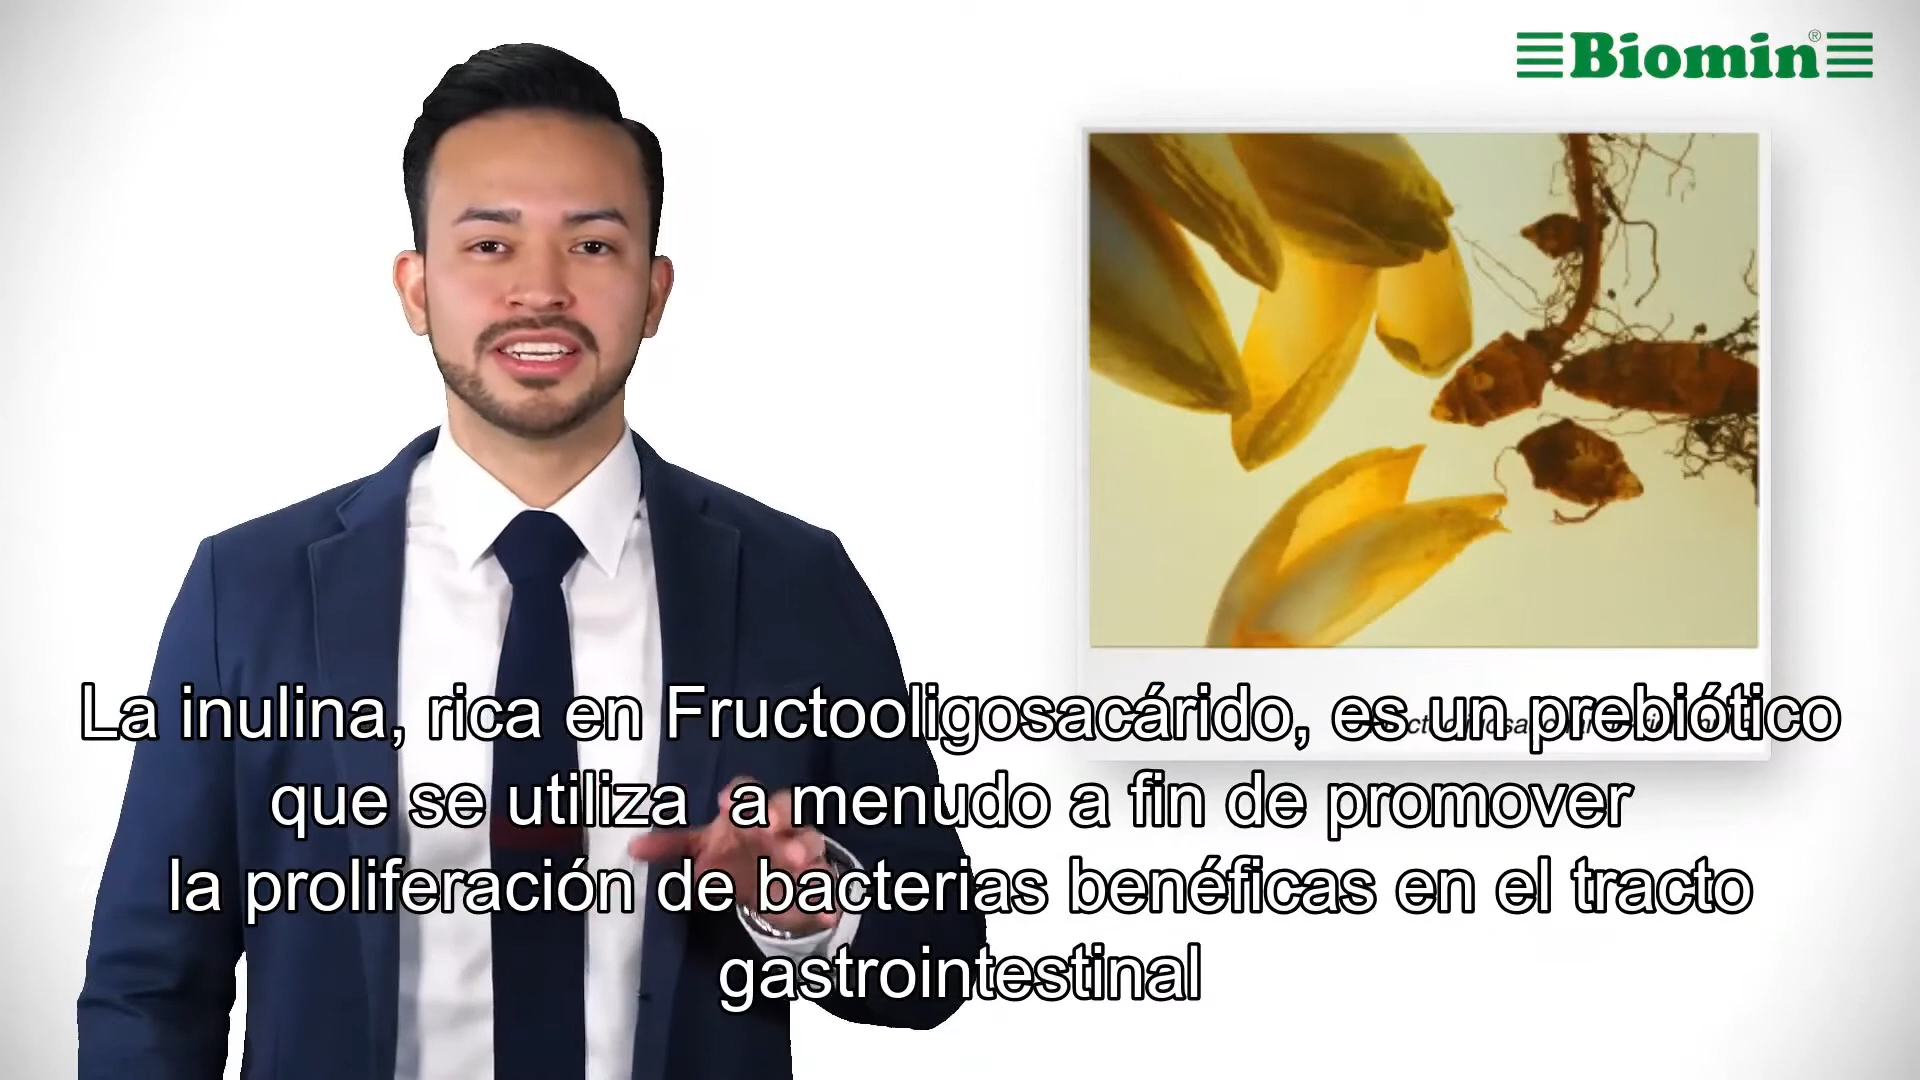 Biomin®
La inulina, rica en Fructooligosacárido, es un prebiótico
que se utiliza  a menudo a fin de promover
la proliferación de bacterias benéficas en el tracto
gastrointestinal